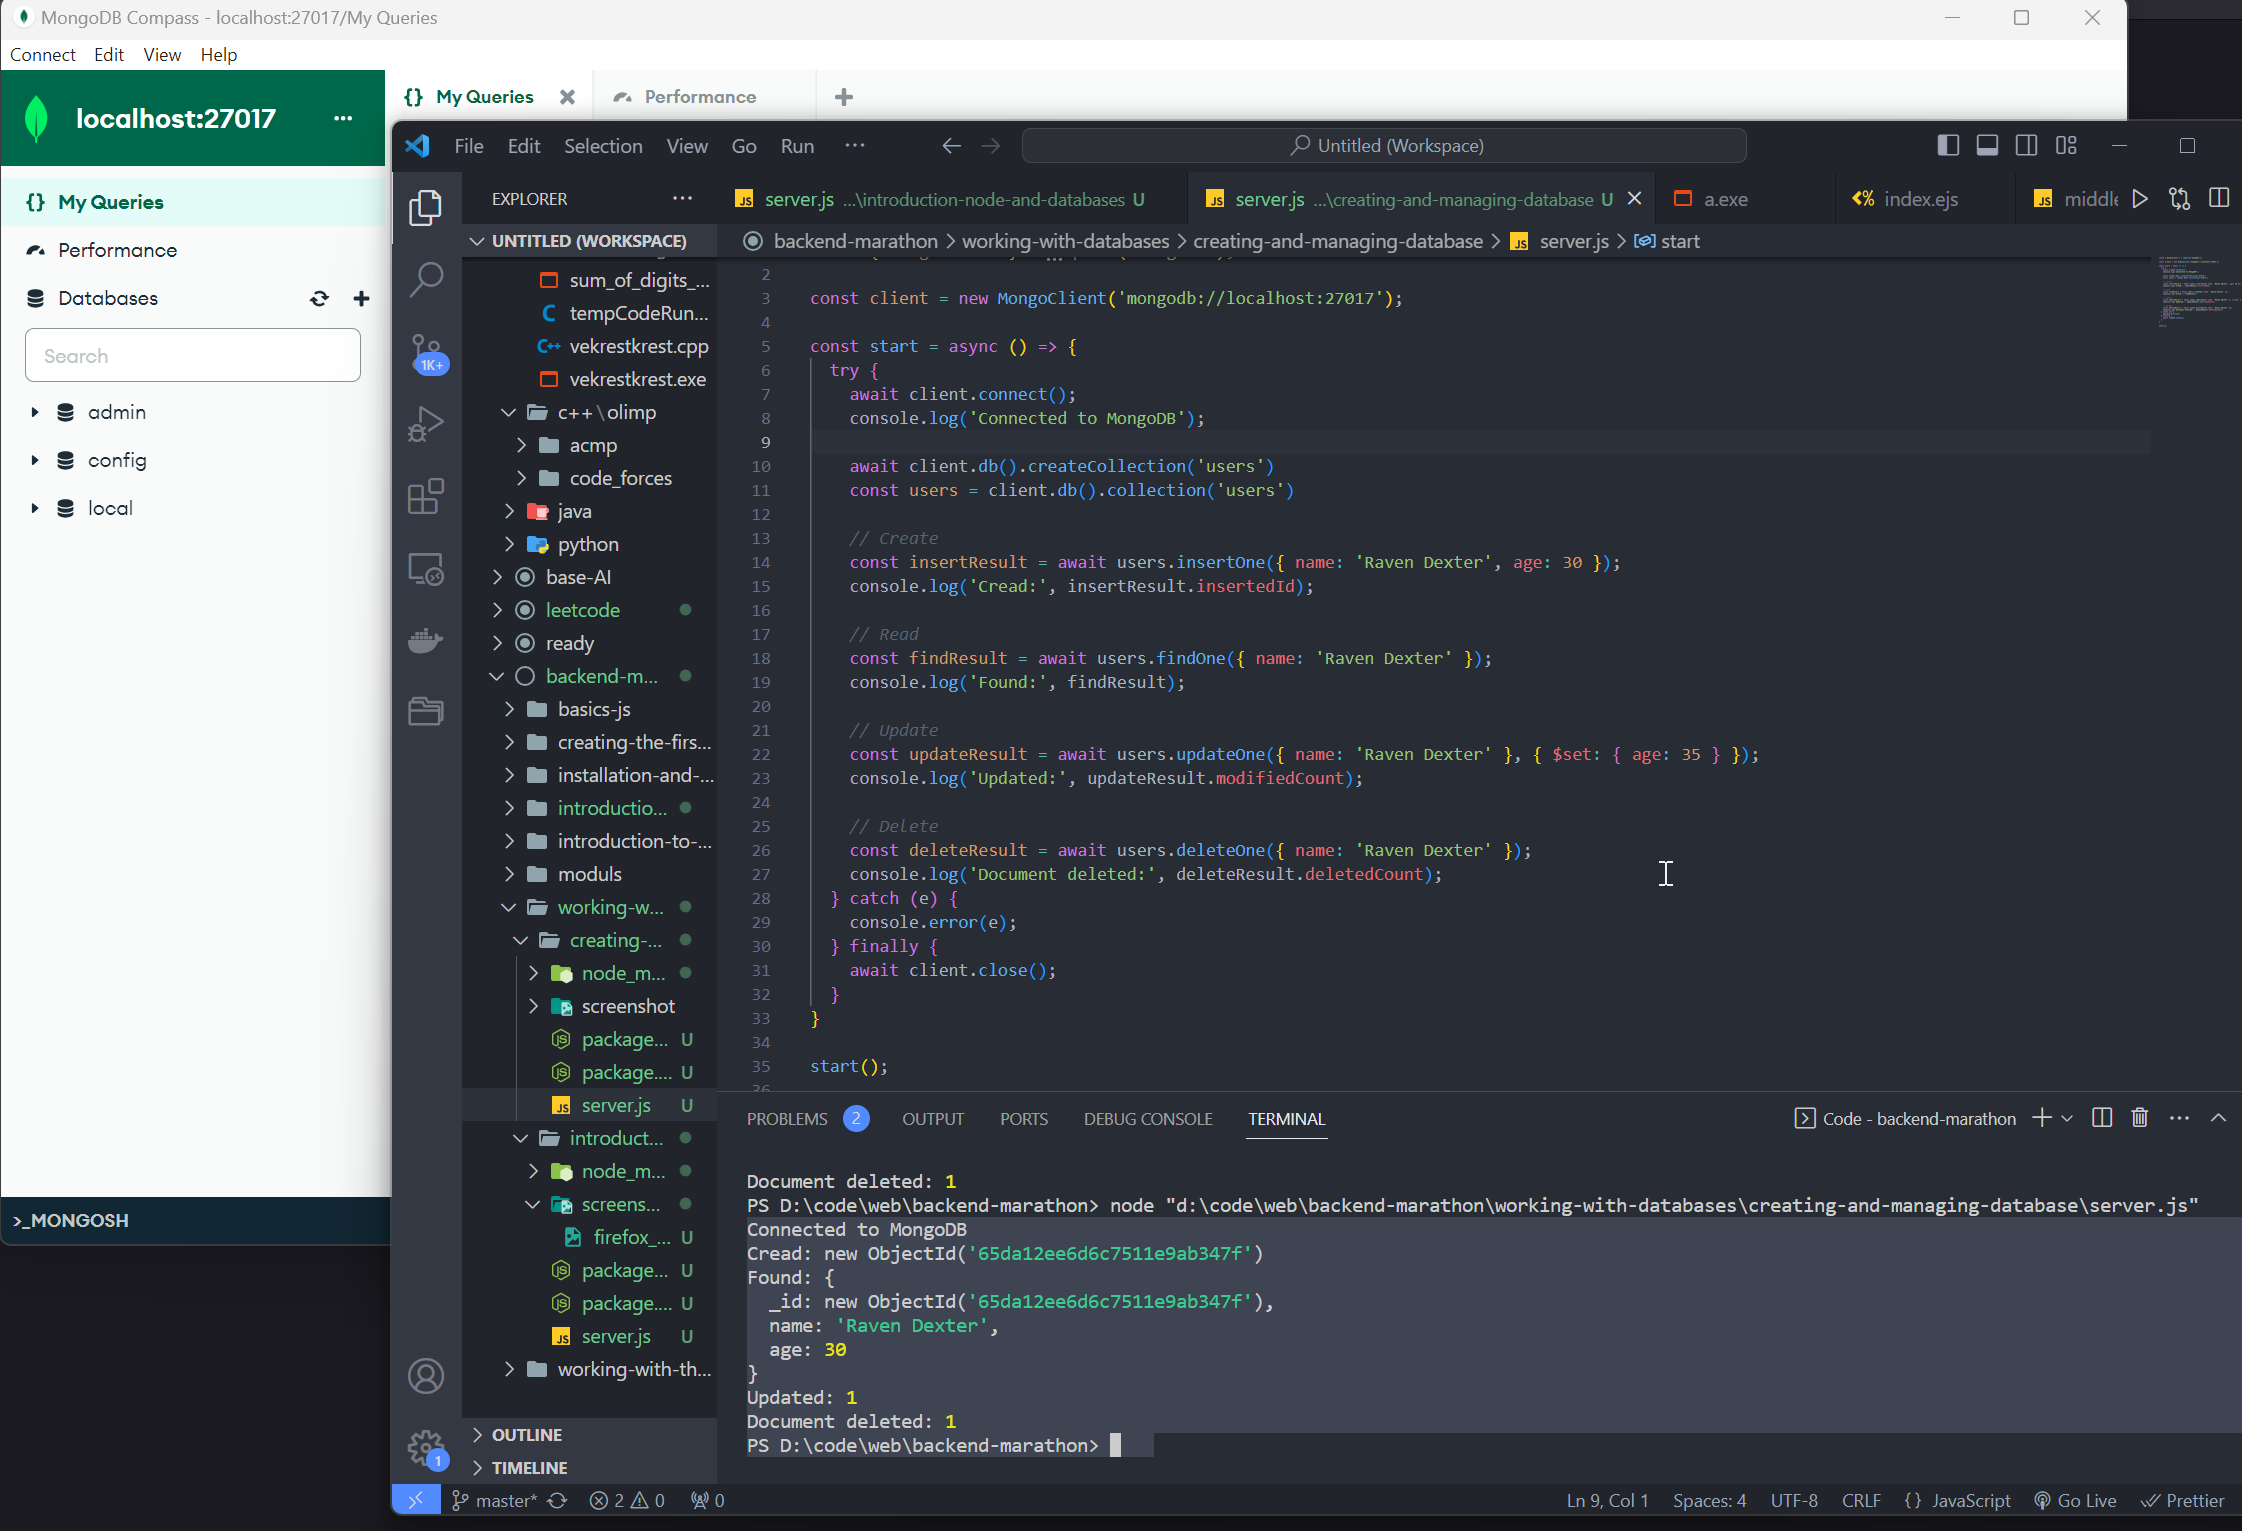 MongoDB Compass - localhost:27017/My Queries
Connect Edit View Help
localhost:27017 ...
My Queries
Performance
Databases
Search
admin
config
local
>_MONGOSH
{} My Queries
Performance
File Edit Selection View Go Run ...
Untitled (Workspace)
EXPLORER ...
UNTITLED (WORKSPACE)
sum_of_digits_...
tempCodeRun...
vekrestkrest.cpp
vekrestkrest.exe
c++\olimp
acmp
code_forces
java
python
base-AI
leetcode
ready
backend-m...
basics-js
creating-the-firs...
installation-and-...
introductio...
introduction-to-...
moduls
working-w...
creating-...
node_m...
screenshot
package... U
package.... U
server.js U
introduct...
node_m...
screens...
firefox_... U
package... U
package.... U
server.js U
working-with-th...
OUTLINE
TIMELINE
1K+
1
server.js ...\introduction-node-and-databases U
server.js ...\creating-and-managing-database U
a.exe
index.ejs
backend-marathon > working-with-databases > creating-and-managing-database > JS server.js > start
2
3 const client = new MongoClient('mongodb://localhost:27017');
4
5 const start = async () => {
6 try {
7 await client.connect();
8 console.log('Connected to MongoDB');
9
10 await client.db().createCollection('users')
11 const users = client.db().collection('users')
12
13 // Create
14 const insertResult = await users.insertOne({ name: 'Raven Dexter', age: 30 });
15 console.log('Cread:', insertResult.insertedId);
16
17 // Read
18 const findResult = await users.findOne({ name: 'Raven Dexter' });
19 console.log('Found:', findResult);
20
21 // Update
22 const updateResult = await users.updateOne({ name: 'Raven Dexter' }, { $set: { age: 35 } });
23 console.log('Updated:', updateResult.modifiedCount);
24
25 // Delete
26 const deleteResult = await users.deleteOne({ name: 'Raven Dexter' });
27 console.log('Document deleted:', deleteResult.deletedCount);
28 } catch (e) {
29 console.error(e);
30 } finally {
31 await client.close();
32 }
33 }
34
35 start();
PROBLEMS 2 OUTPUT PORTS DEBUG CONSOLE TERMINAL
Code - backend-marathon
Document deleted: 1
PS D:\code\web\backend-marathon> node "d:\code\web\backend-marathon\working-with-databases\creating-and-managing-database\server.js"
Connected to MongoDB
Cread: new ObjectId('65da12ee6d6c7511e9ab347f')
Found: {
_id: new ObjectId('65da12ee6d6c7511e9ab347f'),
name: 'Raven Dexter',
age: 30
}
Updated: 1
Document deleted: 1
PS D:\code\web\backend-marathon>
master* 2 0 0
Ln 9, Col 1 Spaces: 4 UTF-8 CRLF {} JavaScript Go Live Prettier